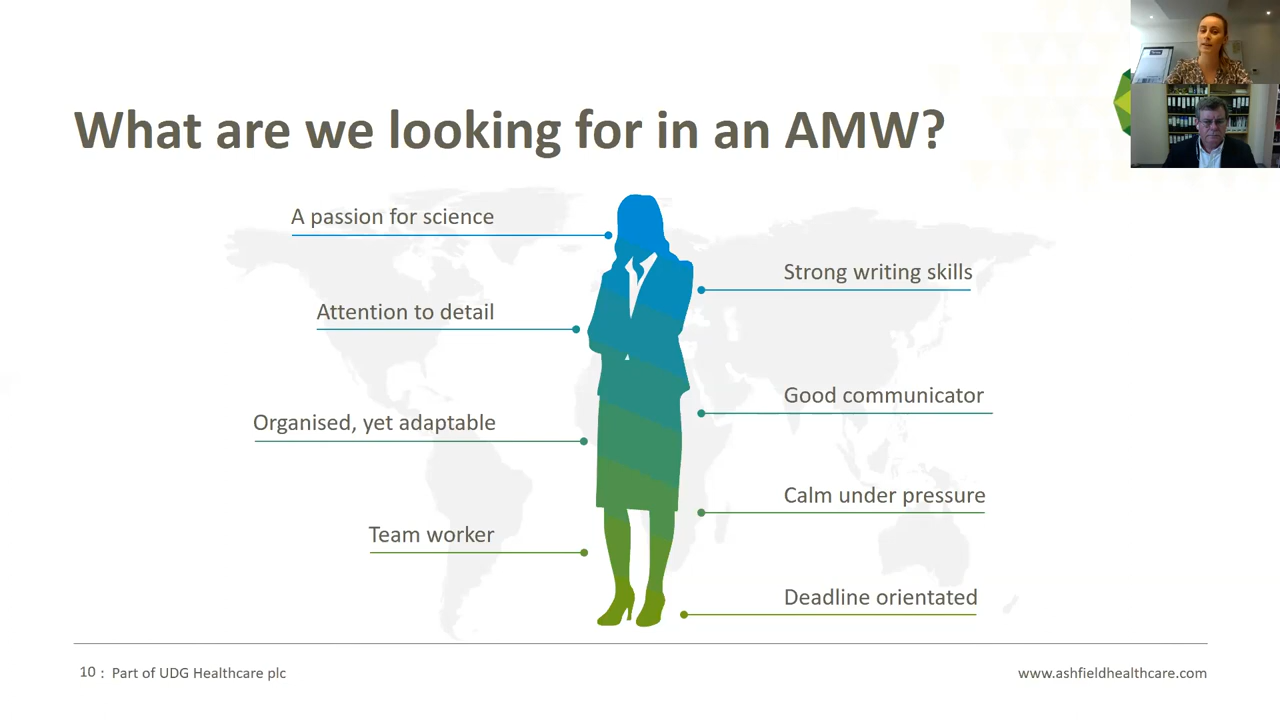 What are we looking for in an AMW?
A passion for science
Strong writing skills
Attention to detail
Good communicator
Organised, yet adaptable
Calm under pressure
Team worker
Deadline orientated
10 : Part of UDG Healthcare plc
www.ashfieldhealthcare.com